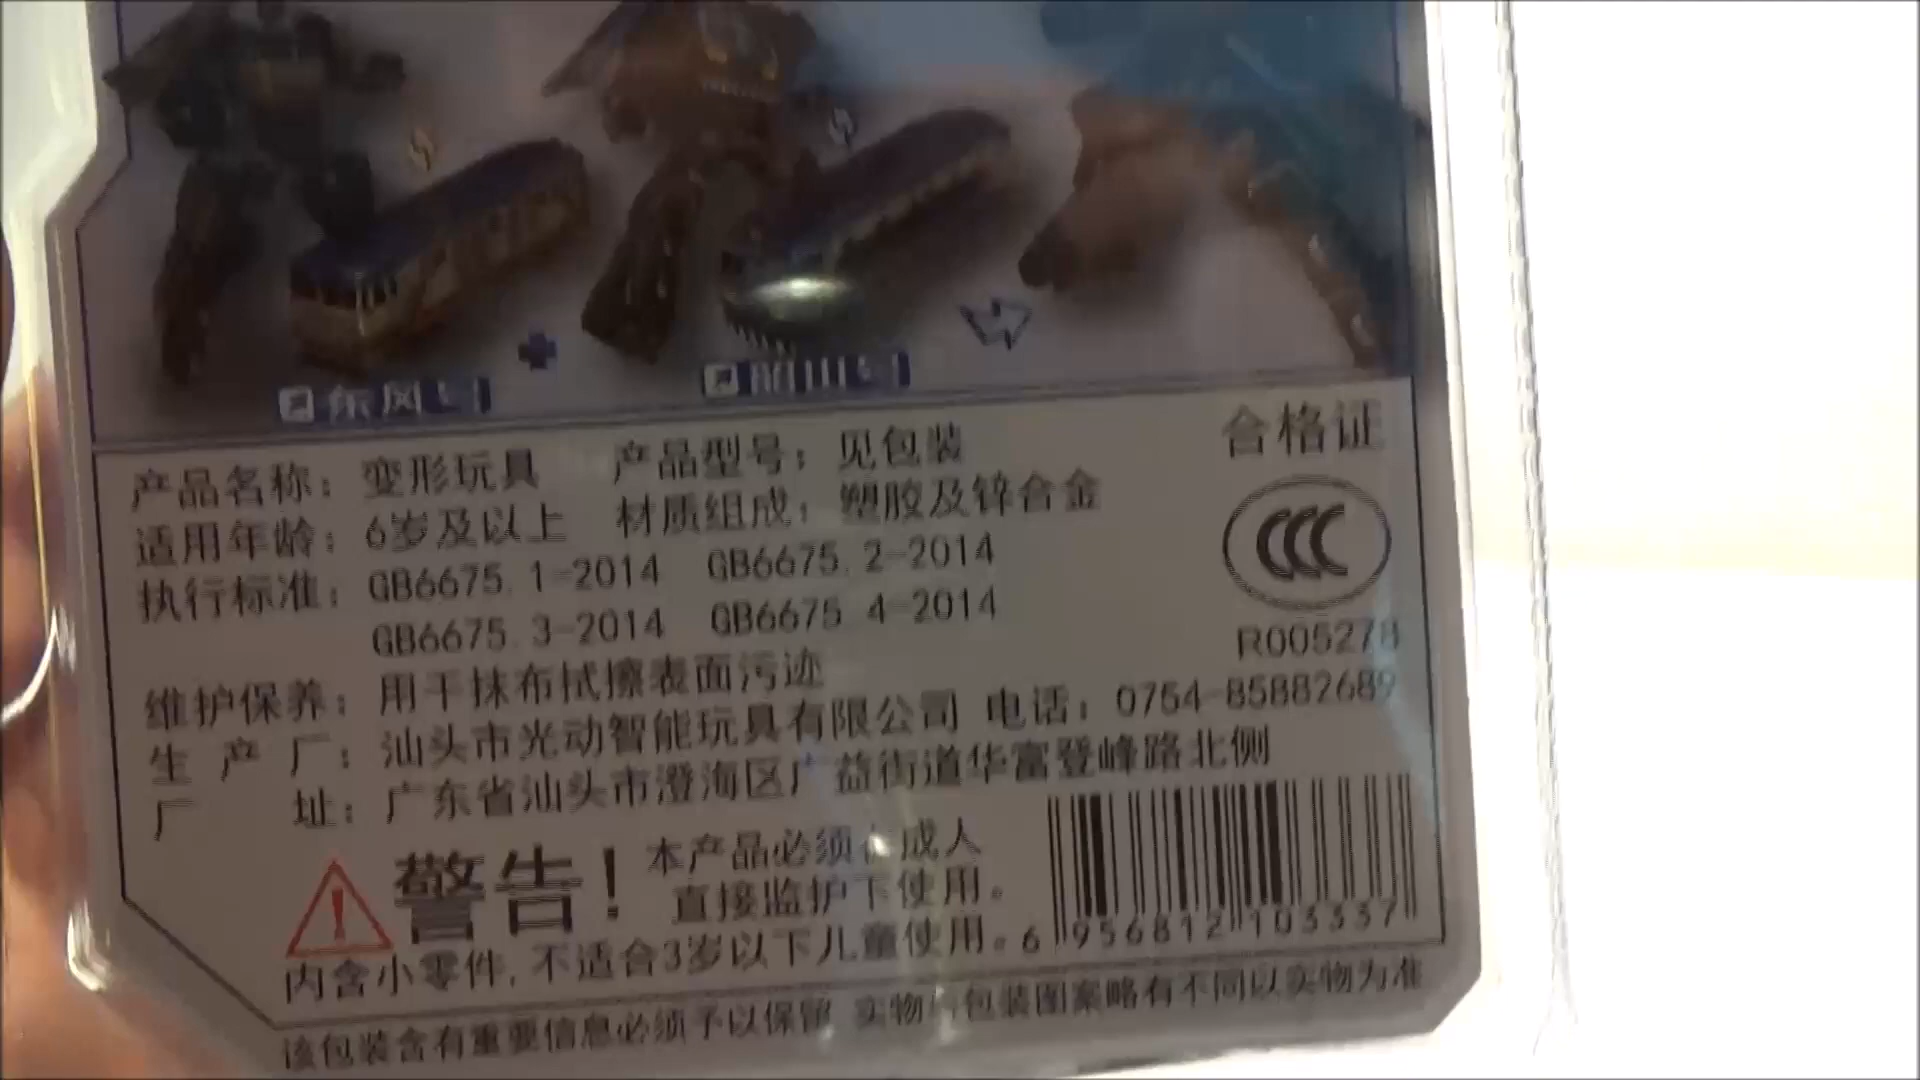 东风
产品名称：变形玩具 产品型号：见包装
合格证
适用年龄：6岁及以上 材质组成：塑胶及锌合金
执行标准：GB6675.1-2014 GB6675.2-2014
GB6675.3-2014 GB6675.4-2014
CCC
R005278
维护保养：用干抹布拭擦表面污迹
生产厂：汕头市光动智能玩具有限公司 电话：0754-85882689
厂址：广东省汕头市澄海区广益街道华富登峰路北侧
警告！本产品必须在成人
直接监护下使用。
内含小零件,不适合3岁以下儿童使用。
6 956812 103337
该包装含有重要信息必须予以保留 实物与包装图案略有不同以实物为准